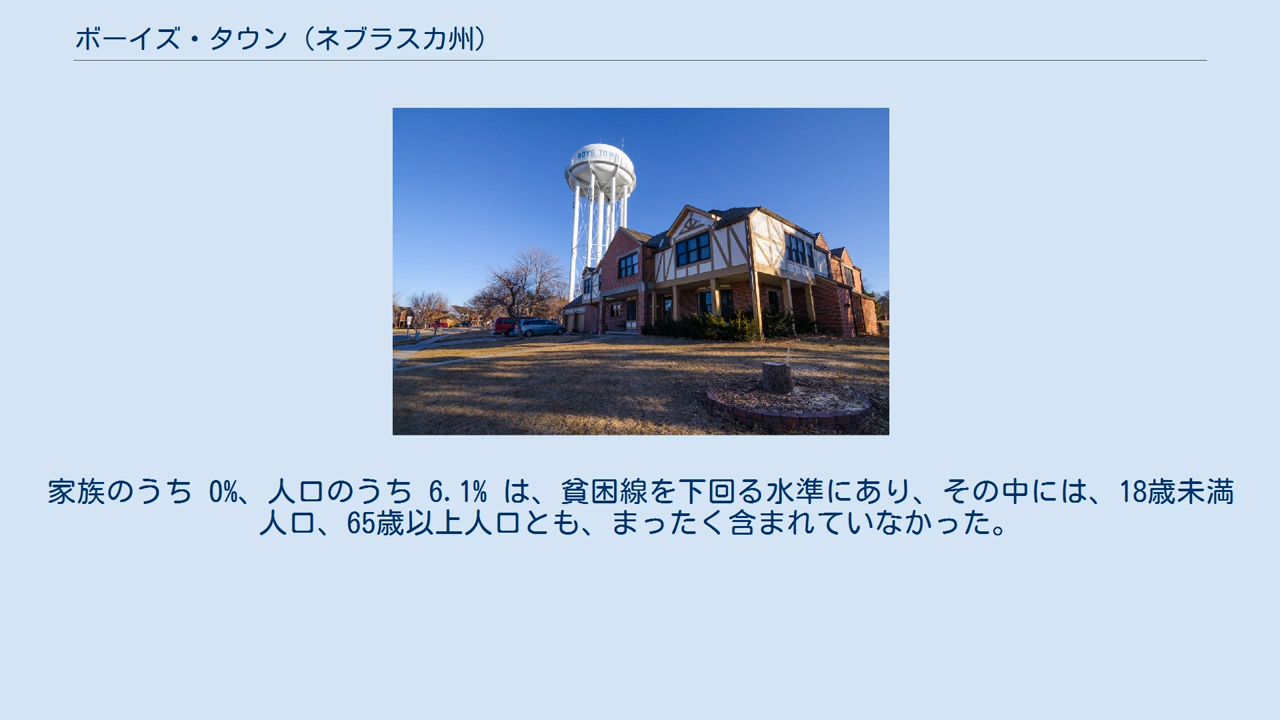 ボーイズ・タウン（ネブラスカ州）
BOYS TOWN
家族のうち 0%、人口のうち 6.1% は、貧困線を下回る水準にあり、その中には、18歳未満
人口、65歳以上人口とも、まったく含まれていなかった。